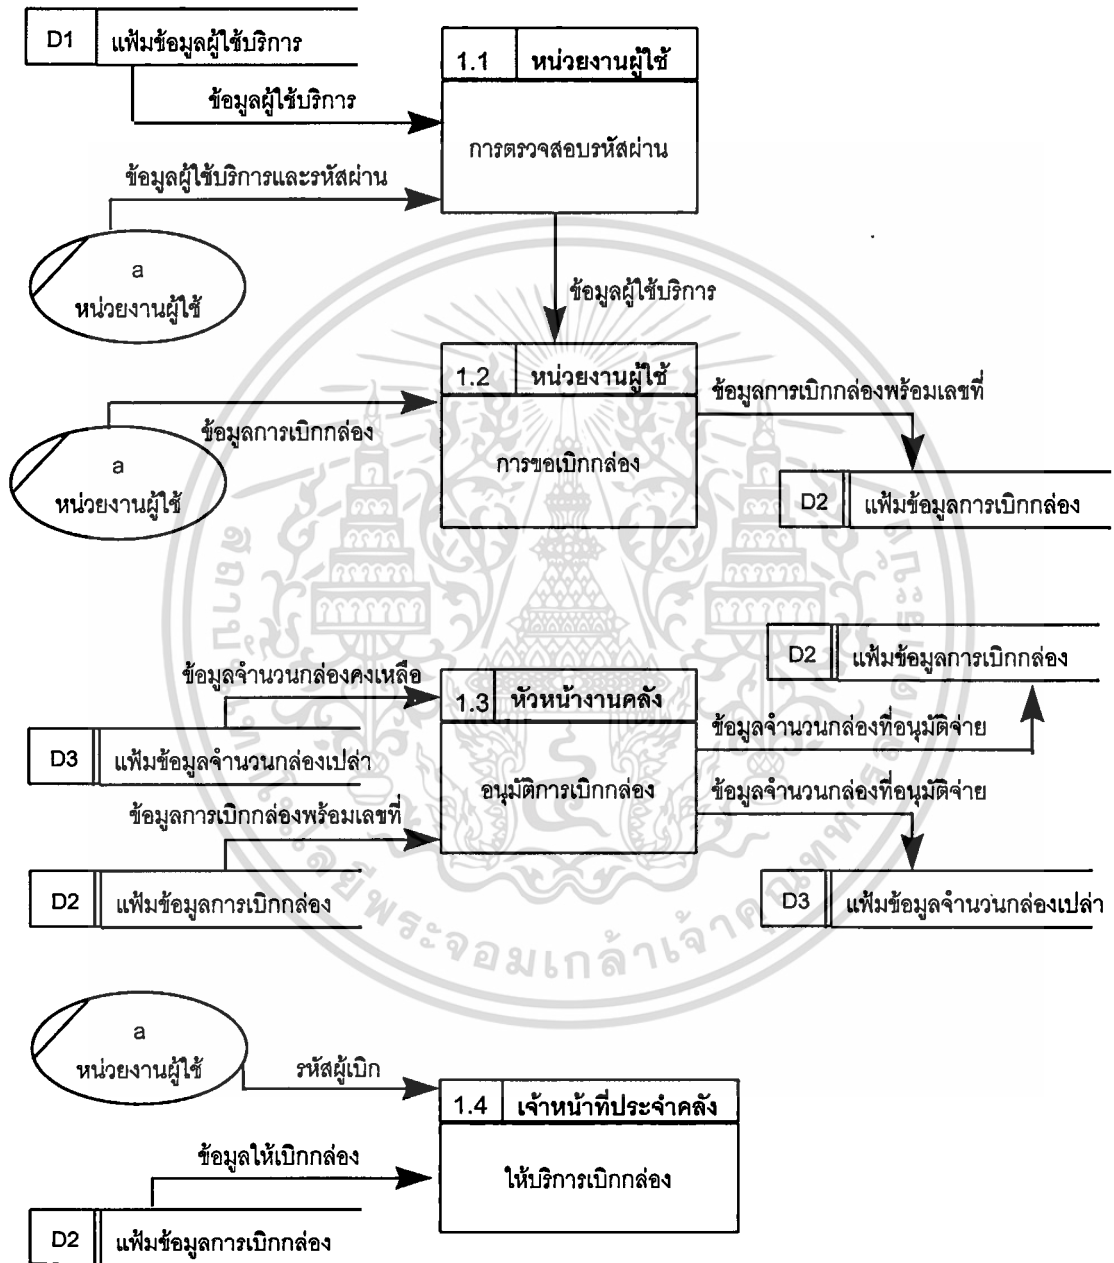 D1 แฟ้มข้อมูลผู้ใช้บริการ
ข้อมูลผู้ใช้บริการ
1.1 หน่วยงานผู้ใช้
การตรวจสอบรหัสผ่าน
ข้อมูลผู้ใช้บริการและรหัสผ่าน
a
หน่วยงานผู้ใช้
ข้อมูลผู้ใช้บริการ
1.2 หน่วยงานผู้ใช้
การขอเบิกกล่อง
ข้อมูลการเบิกกล่อง
a
หน่วยงานผู้ใช้
ข้อมูลการเบิกกล่องพร้อมเลขที่
D2 แฟ้มข้อมูลการเบิกกล่อง
D2 แฟ้มข้อมูลการเบิกกล่อง
ข้อมูลจำนวนกล่องคงเหลือ
1.3 หัวหน้างานคลัง
อนุมัติการเบิกกล่อง
ข้อมูลจำนวนกล่องที่อนุมัติจ่าย
D3 แฟ้มข้อมูลจำนวนกล่องเปล่า
ข้อมูลจำนวนกล่องที่อนุมัติจ่าย
ข้อมูลการเบิกกล่องพร้อมเลขที่
D2 แฟ้มข้อมูลการเบิกกล่อง
D3 แฟ้มข้อมูลจำนวนกล่องเปล่า
a
หน่วยงานผู้ใช้
รหัสผู้เบิก
1.4 เจ้าหน้าที่ประจำคลัง
ให้บริการเบิกกล่อง
ข้อมูลให้เบิกกล่อง
D2 แฟ้มข้อมูลการเบิกกล่อง